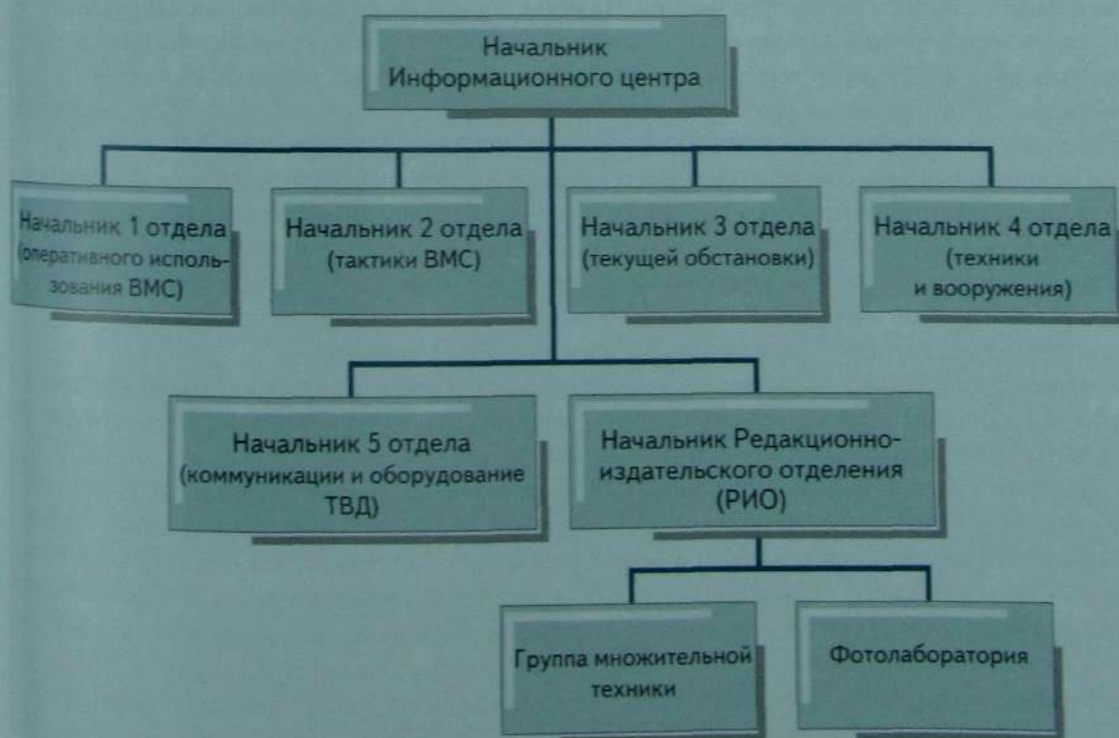 Начальник
Информационного центра
Начальник 1 отдела
(оперативного исполь-
зования ВМС)
Начальник 2 отдела
(тактики ВМС)
Начальник 3 отдела
(текущей обстановки)
Начальник 4 отдела
(техники
и вооружения)
Начальник 5 отдела
(коммуникации и оборудование
ТВД)
Начальник Редакционно-
издательского отделения
(РИО)
Группа множительной
техники
Фотолаборатория